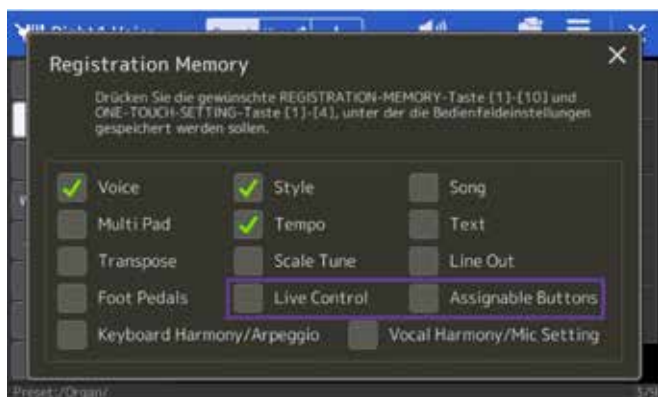 Registration Memory
Drücken Sie die gewünschte REGISTRATION-MEMORY-Taste [1]-[10] und
ONE-TOUCH-SETTING-Taste [1]-[4], unter der die Bedienfeldeinstellungen
gespeichert werden sollen.
Voice Style Song
Multi Pad Tempo Text
Transpose Scale Tune Line Out
Foot Pedals Live Control Assignable Buttons
Keyboard Harmony/Arpeggio Vocal Harmony/Mic Setting
Preset:/Organ/